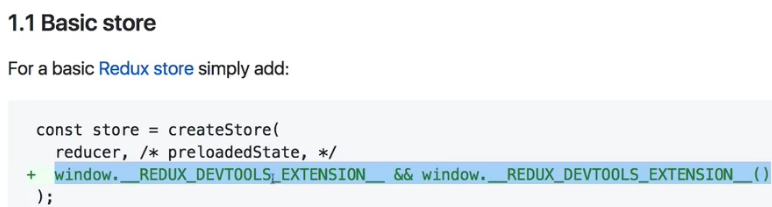 1.1 Basic store
For a basic Redux store simply add:
const store = createStore(
reducer, /* preloadedState, */
+ window.__REDUX_DEVTOOLS_EXTENSION__ && window.__REDUX_DEVTOOLS_EXTENSION__()
);